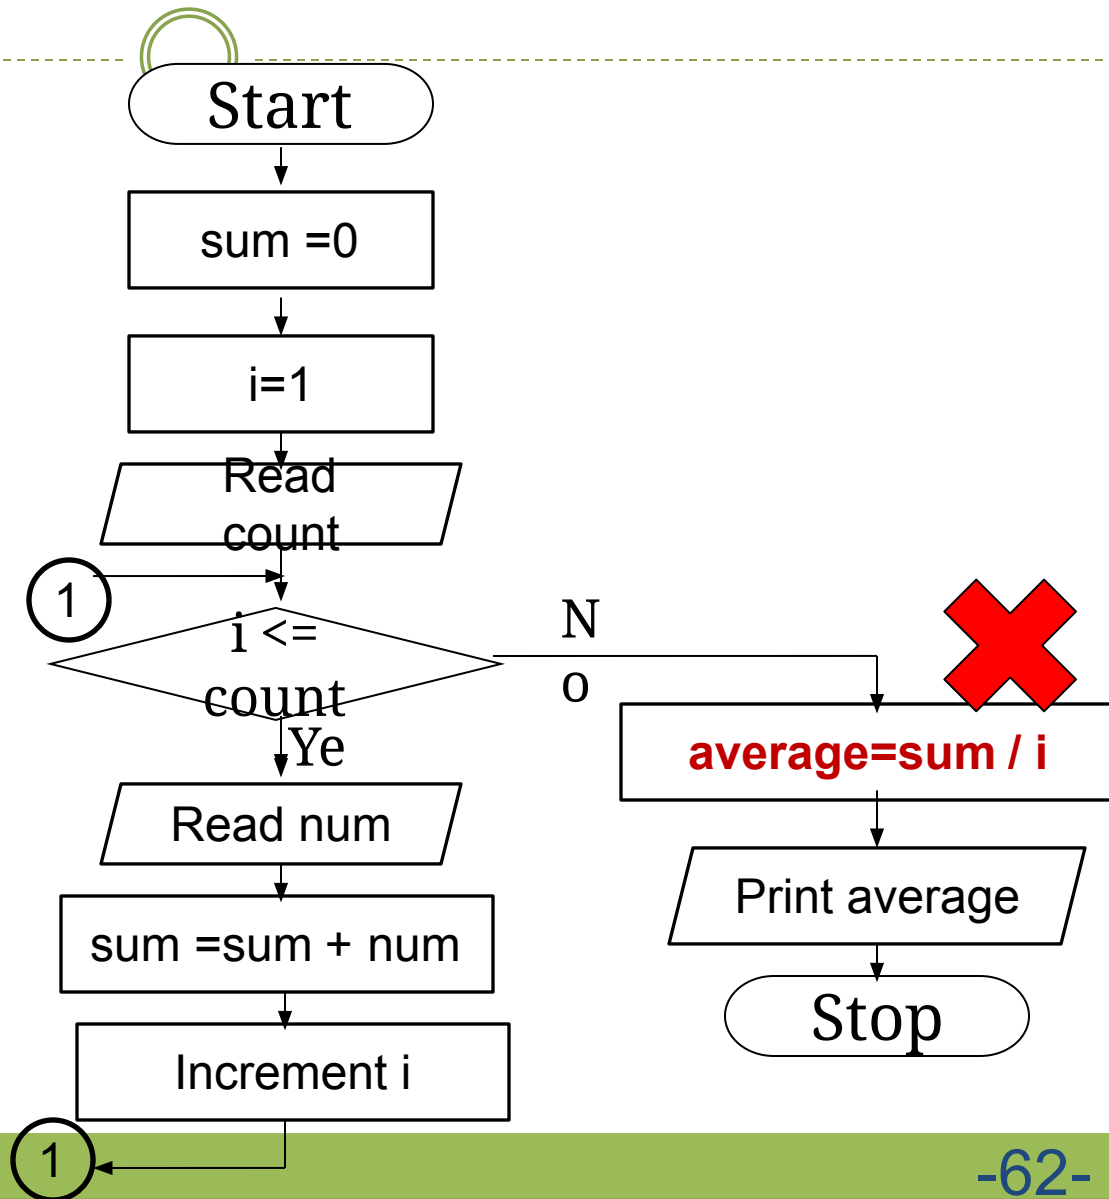 Start
sum =0
i=1
Read
count
1
i <=
count
N
o
Ye
average=sum / i
Read num
Print average
sum =sum + num
Stop
Increment i
1
-62-